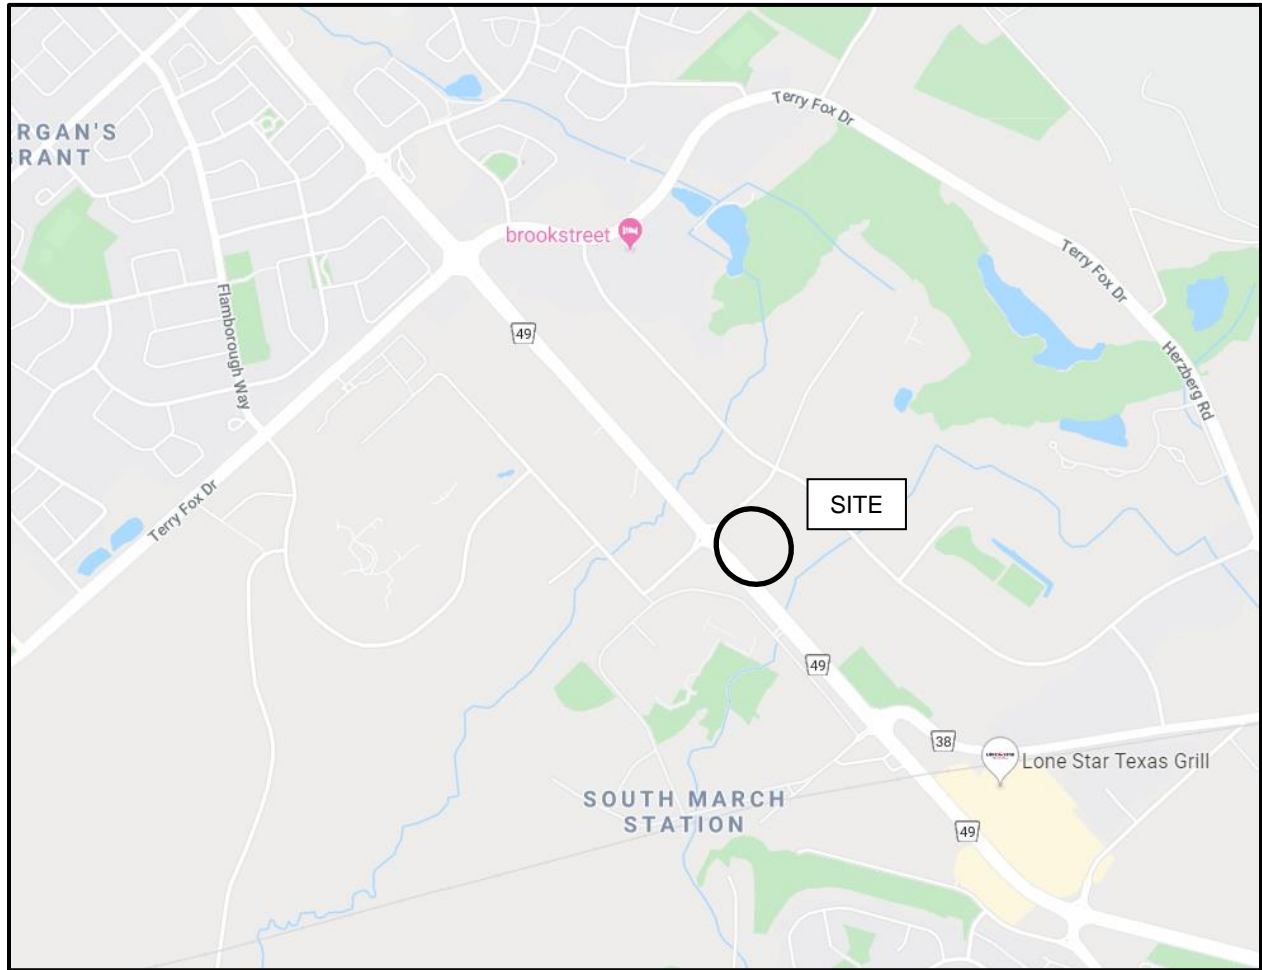 Terry Fox Dr
RGAN'S
RANT
brookstreet
Terry Fox Dr
Flamborough Way
49
Herzberg Rd
Terry Fox Dr
SITE
49
38
Lone Star Texas Grill
SOUTH MARCH
STATION
49